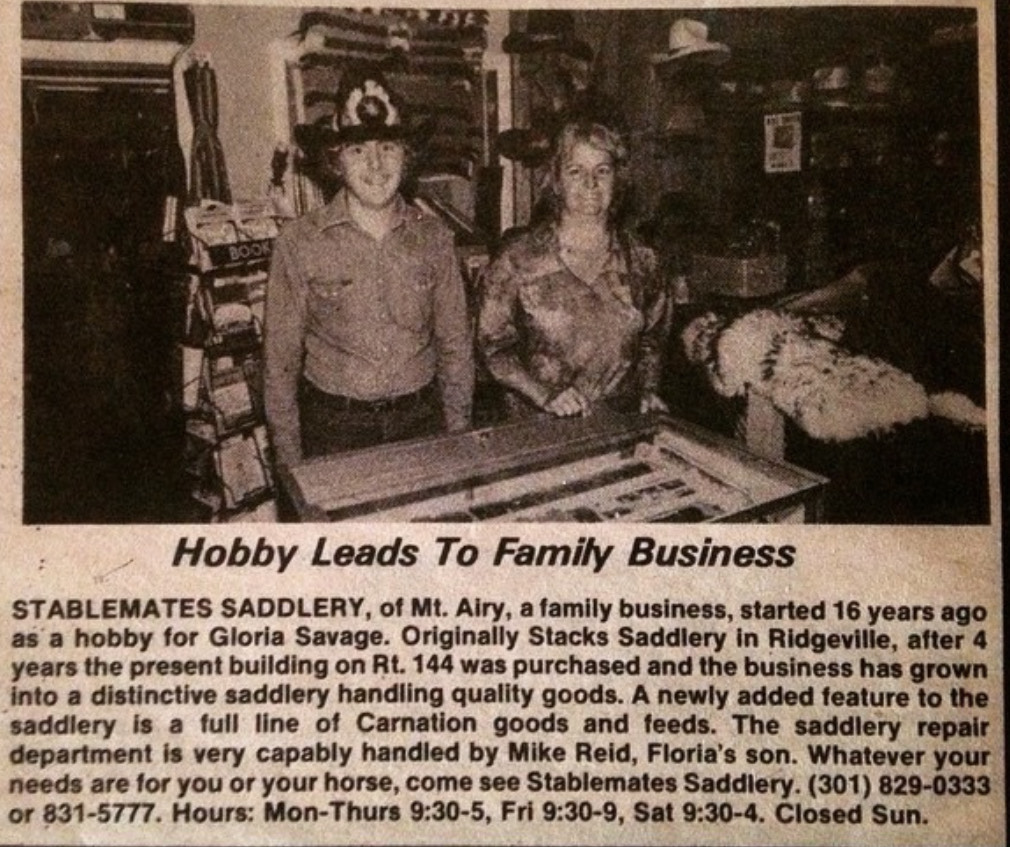 BOOK
Hobby Leads To Family Business
STABLEMATES SADDLERY, of Mt. Airy, a family business, started 16 years ago
as a hobby for Gloria Savage. Originally Stacks Saddlery in Ridgeville, after 4
years the present building on Rt. 144 was purchased and the business has grown
into a distinctive saddlery handling quality goods. A newly added feature to the
saddlery is a full line of Carnation goods and feeds. The saddlery repair
department is very capably handled by Mike Reid, Floria's son. Whatever your
needs are for you or your horse, come see Stablemates Saddlery. (301) 829-0333
or 831-5777. Hours: Mon-Thurs 9:30-5, Fri 9:30-9, Sat 9:30-4. Closed Sun.